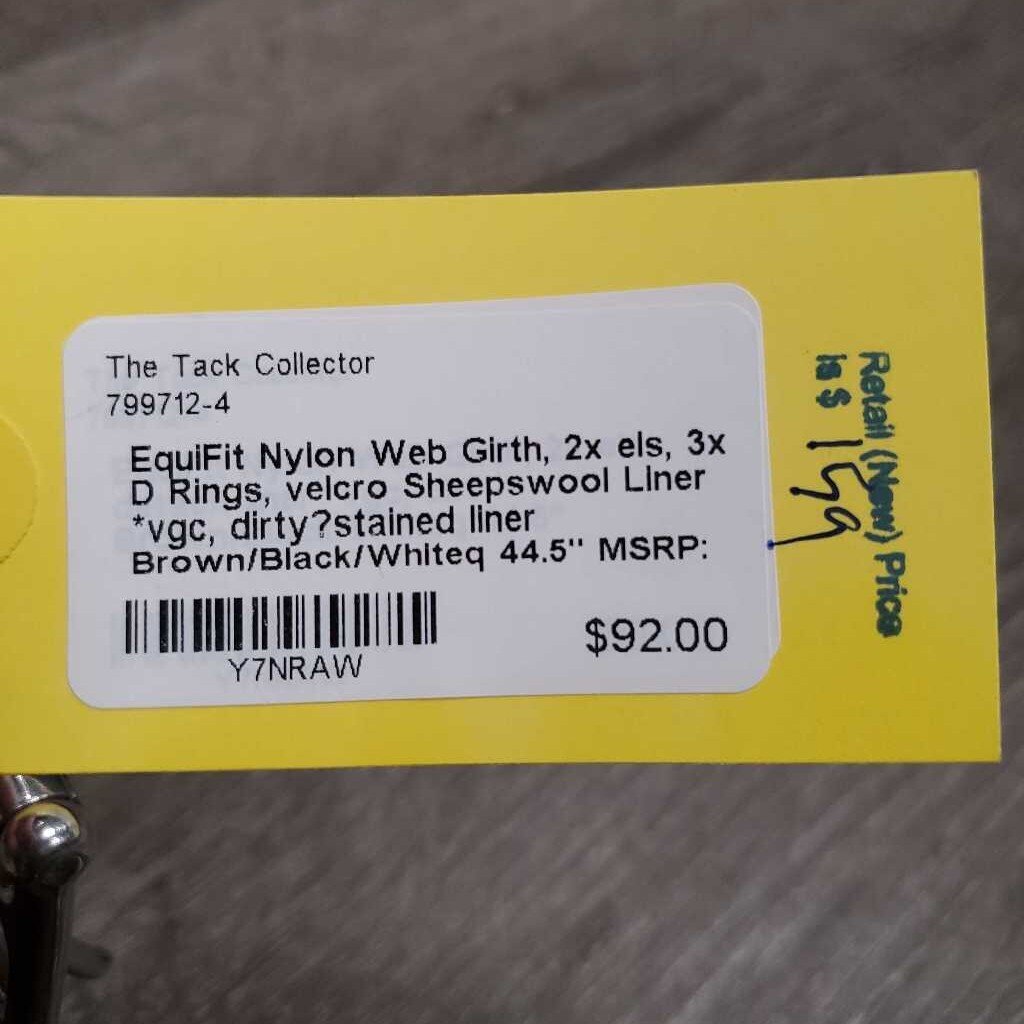 The Tack Collector
799712-4
EquiFit Nylon Web Girth, 2x els, 3x
D Rings, velcro Sheepswool LIner
*vgc, dirty?stained liner
Brown/Black/Whiteq 44.5" MSRP:
Y7NRAW
$92.00
Retail (New) Price
is $